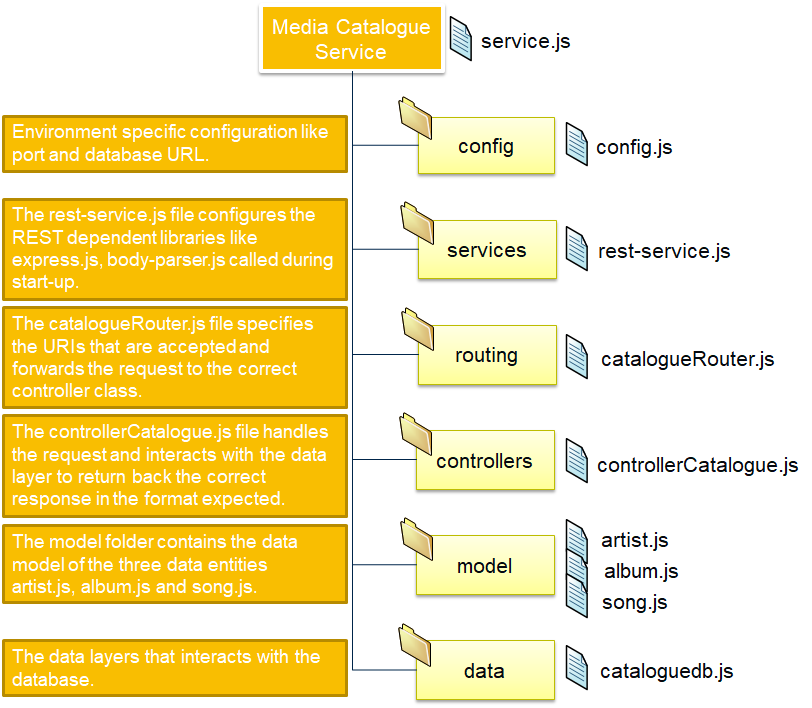 Media Catalogue
Service
service.js
Environment specific configuration like
port and database URL.
config
config.js
The rest-service.js file configures the
REST dependent libraries like
express.js, body-parser.js called during
start-up.
services
rest-service.js
The catalogueRouter.js file specifies
the URIs that are accepted and
forwards the request to the correct
controller class.
routing
catalogueRouter.js
The controllerCatalogue.js file handles
the request and interacts with the data
layer to return back the correct
response in the format expected.
controllers
controllerCatalogue.js
The model folder contains the data
model of the three data entities
artist.js, album.js and song.js.
model
artist.js
album.js
song.js
The data layers that interacts with the
database.
data
cataloguedb.js